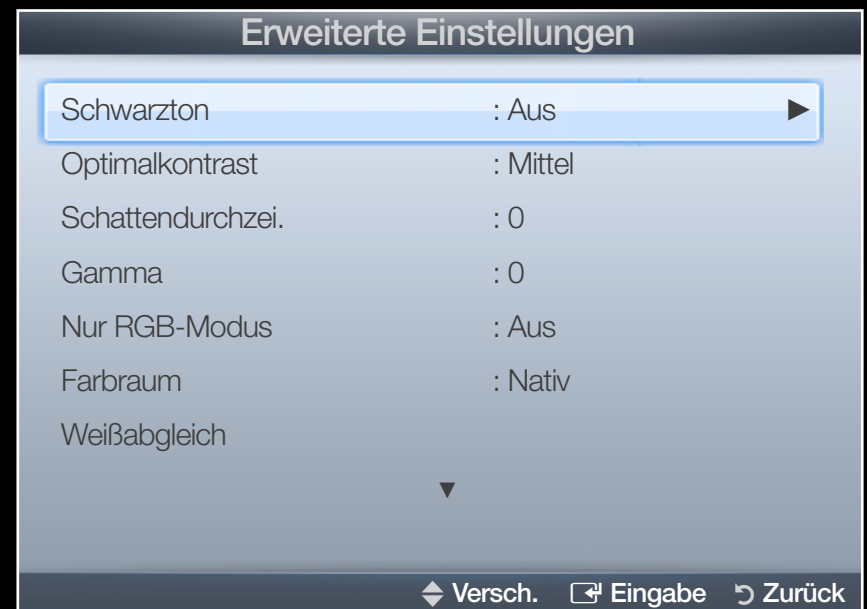 Erweiterte Einstellungen
Schwarzton : Aus ►
Optimalkontrast : Mittel
Schattendurchzei. : 0
Gamma : 0
Nur RGB-Modus : Aus
Farbraum : Nativ
Weißabgleich
▼
Versch. Eingabe Zurück